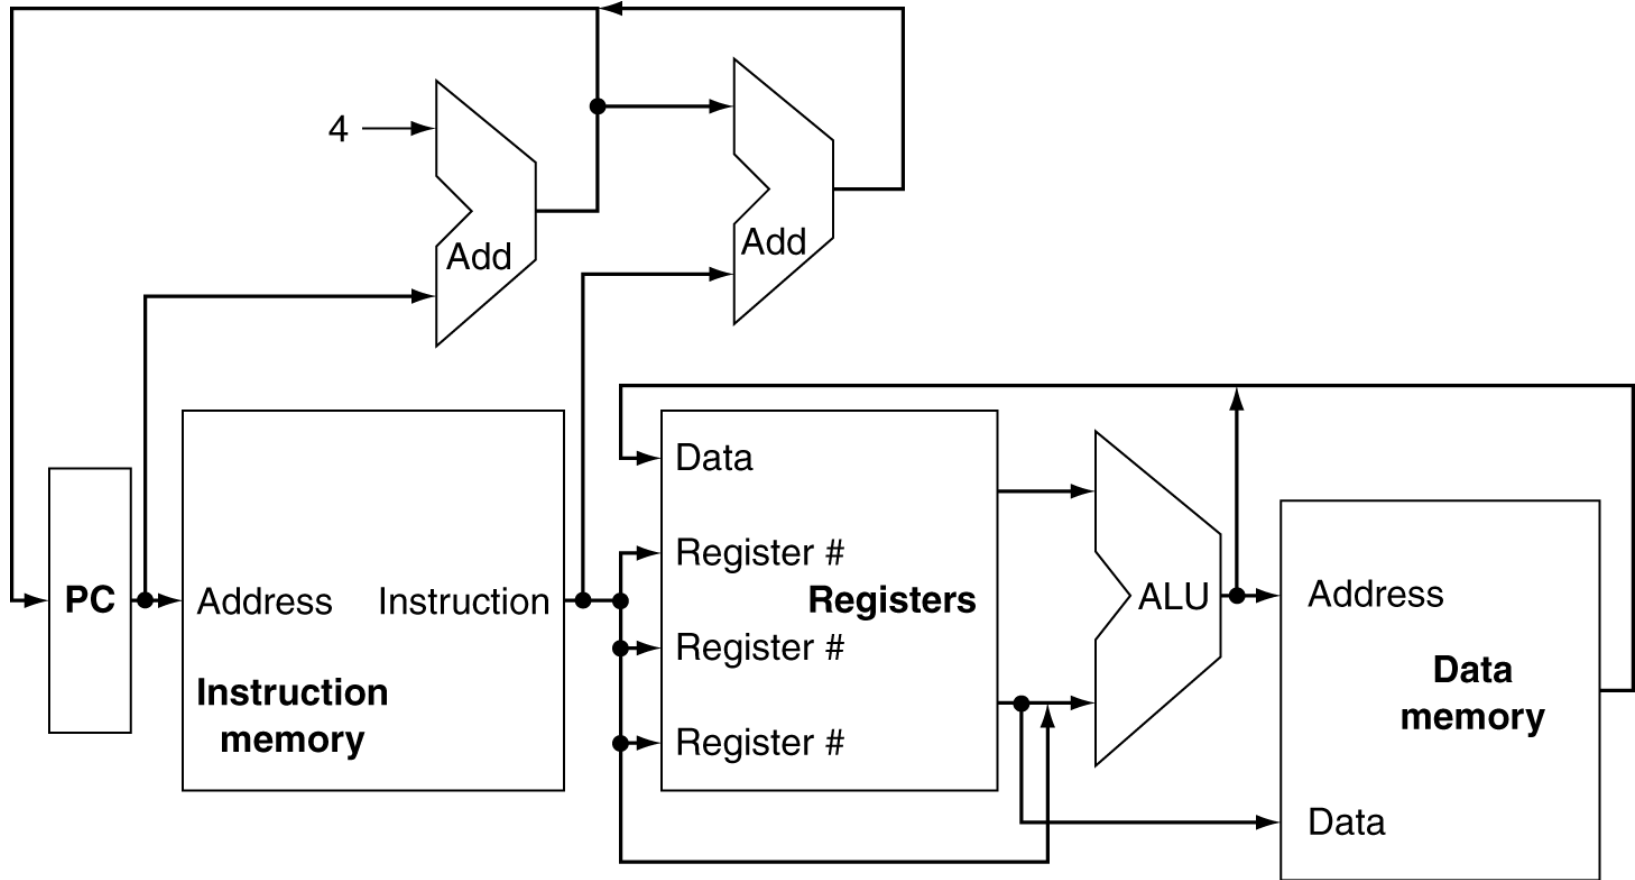 4
Add
Add
PC
Address
Instruction
Instruction
memory
Data
Register #
Registers
Register #
Register #
ALU
Address
Data
memory
Data